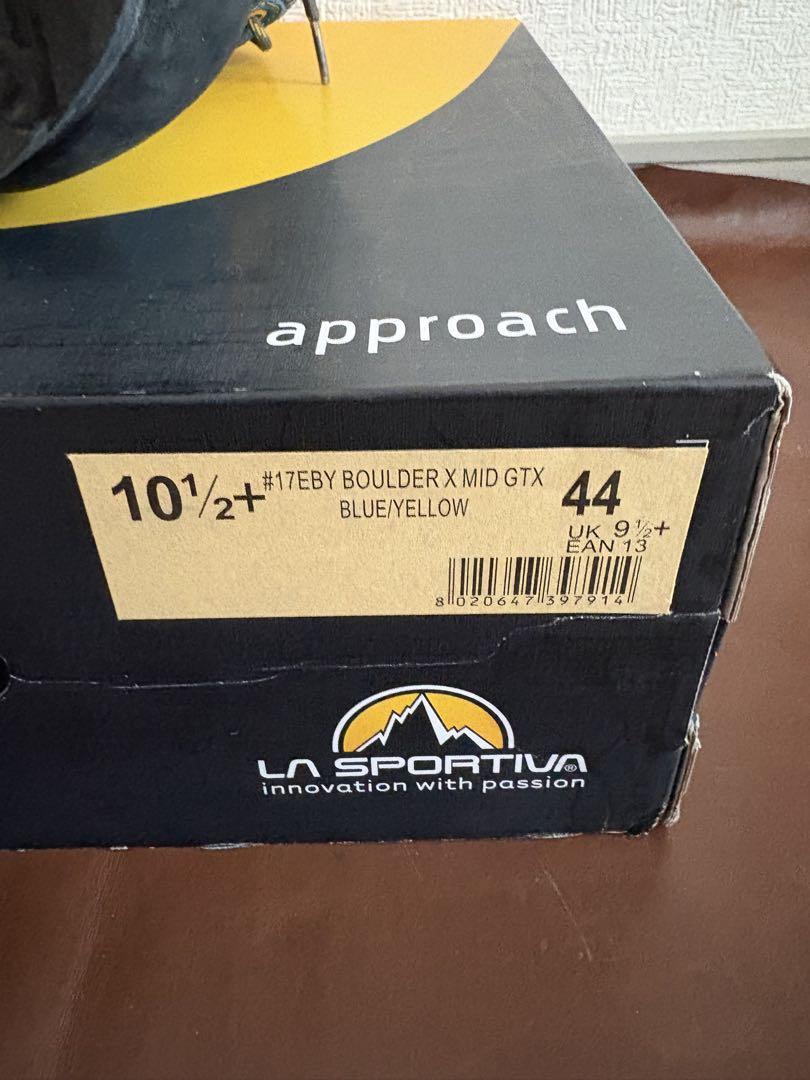 approach
10½+ #17EBY BOULDER X MID GTX 44
BLUE/YELLOW
UK 9½+
EAN 13
8 020647 397914
LA SPORTIVA®
innovation with passion